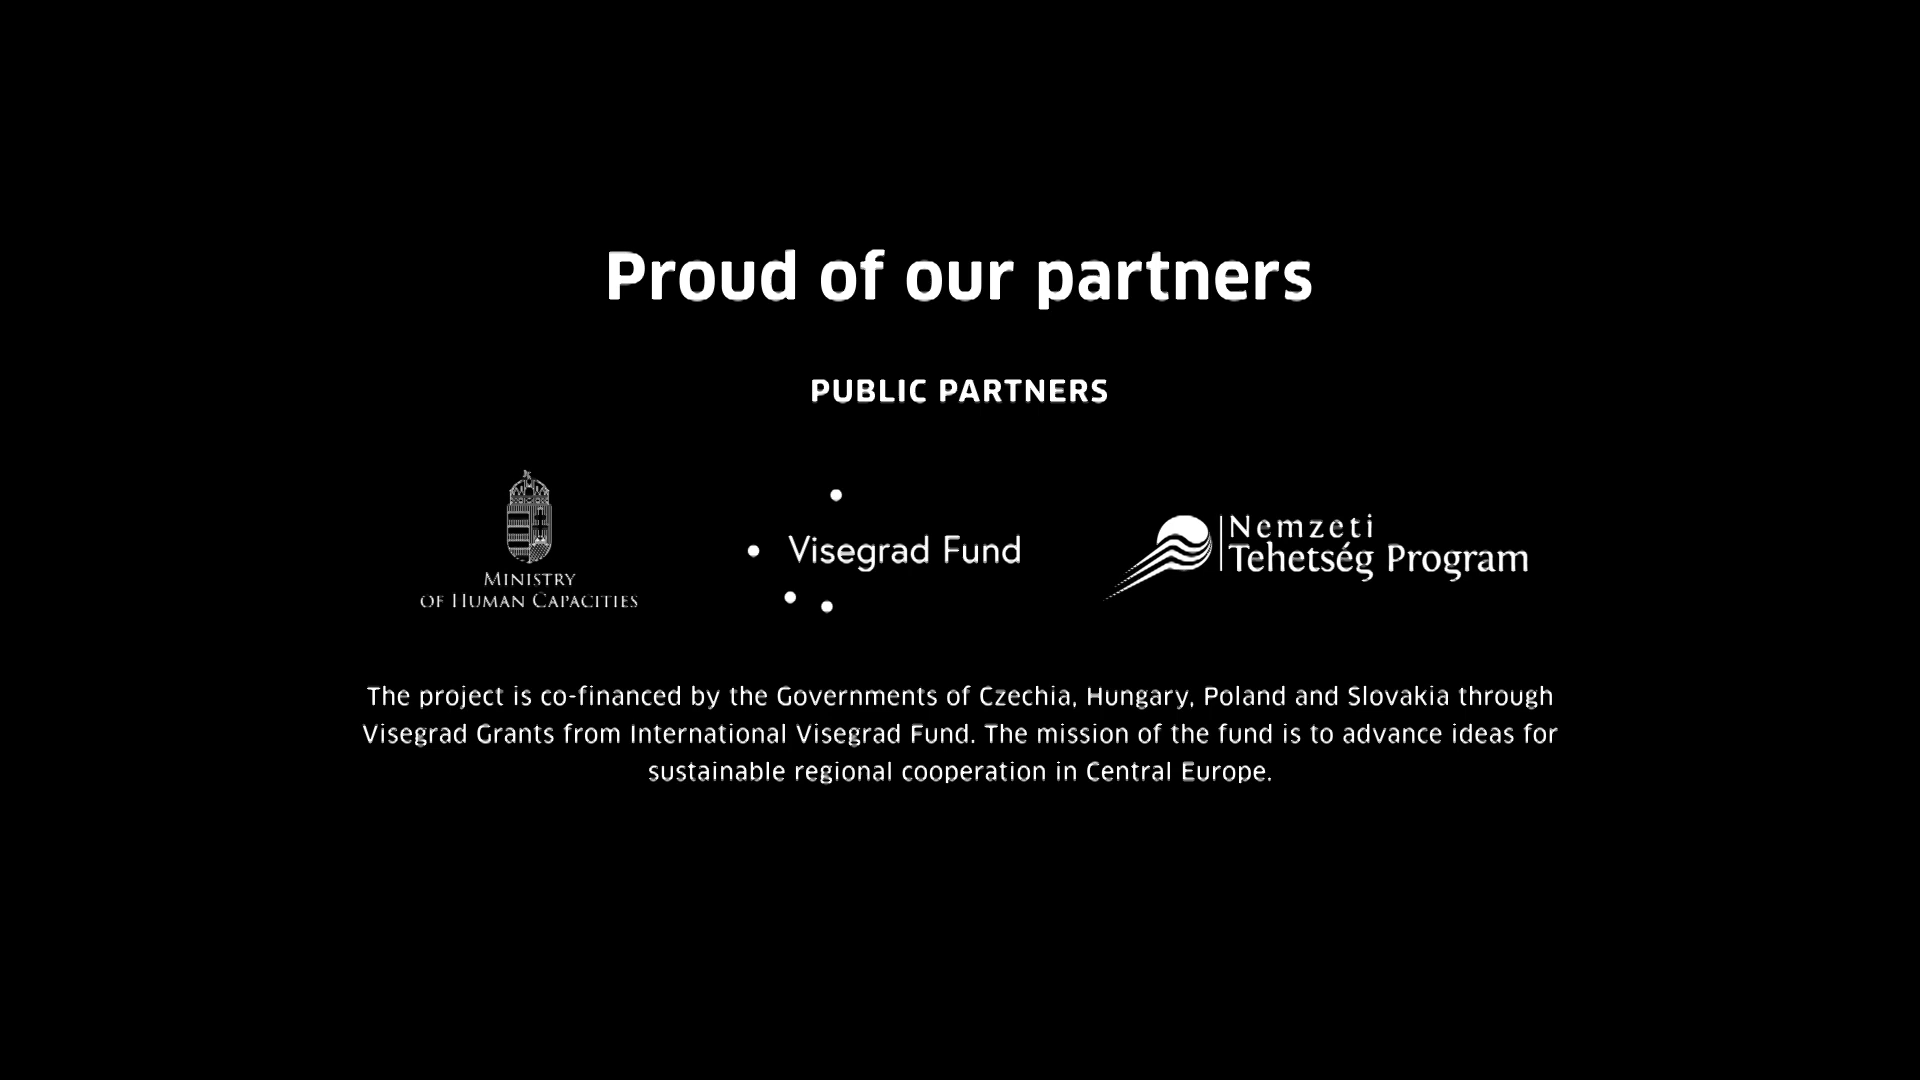 Proud of our partners
PUBLIC PARTNERS
MINISTRY
OF HUMAN CAPACITIES
Visegrad Fund
Nemzeti
Tehetség Program
The project is co-financed by the Governments of Czechia, Hungary, Poland and Slovakia through
Visegrad Grants from International Visegrad Fund. The mission of the fund is to advance ideas for
sustainable regional cooperation in Central Europe.